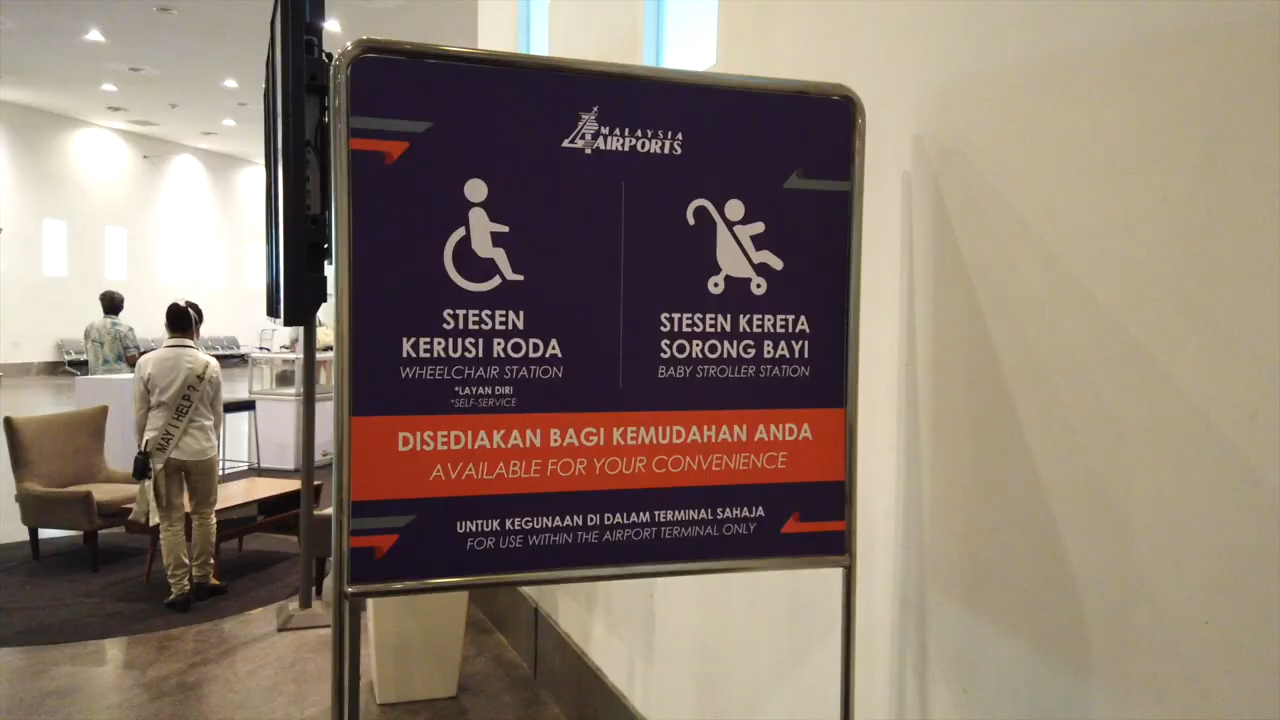 MALAYSIA
AIRPORTS
STESEN
KERUSI RODA
WHEELCHAIR STATION
*LAYAN DIRI
*SELF-SERVICE
STESEN KERETA
SORONG BAYI
BABY STROLLER STATION
DISEDIAKAN BAGI KEMUDAHAN ANDA
AVAILABLE FOR YOUR CONVENIENCE
UNTUK KEGUNAAN DI DALAM TERMINAL SAHAJA
FOR USE WITHIN THE AIRPORT TERMINAL ONLY
MAY I HELP ?